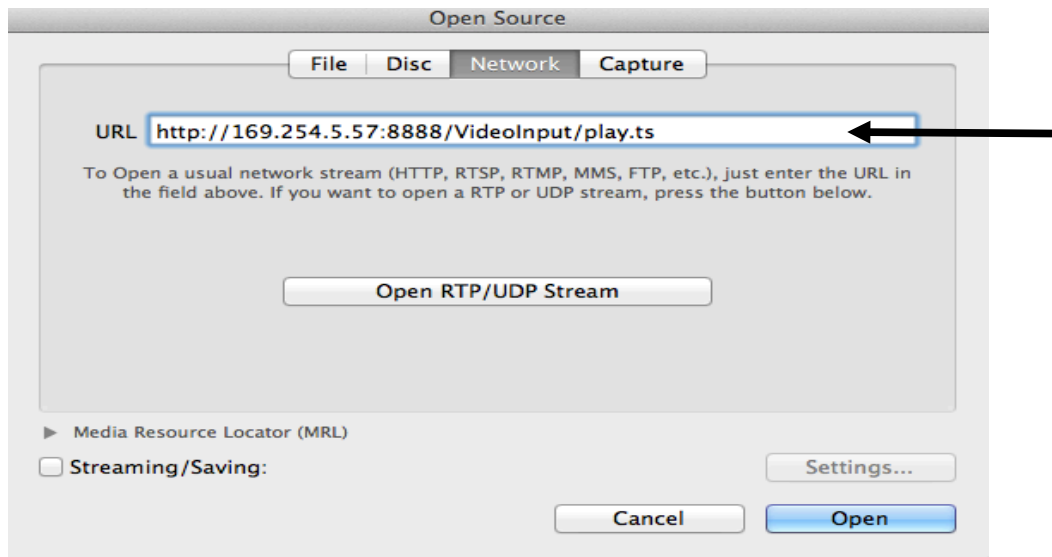 Open Source
File Disc Network Capture
URL http://169.254.5.57:8888/VideoInput/play.ts
To Open a usual network stream (HTTP, RTSP, RTMP, MMS, FTP, etc.), just enter the URL in
the field above. If you want to open a RTP or UDP stream, press the button below.
Open RTP/UDP Stream
Media Resource Locator (MRL)
Streaming/Saving:
Settings...
Cancel Open